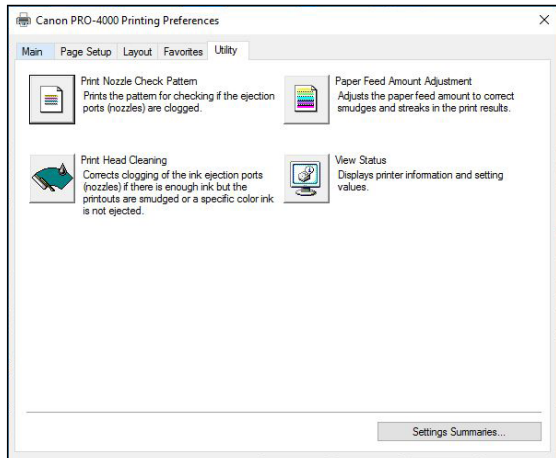 Canon PRO-4000 Printing Preferences
Main Page Setup Layout Favorites Utility
Print Nozzle Check Pattern
Prints the pattern for checking if the ejection
ports (nozzles) are clogged.
Paper Feed Amount Adjustment
Adjusts the paper feed amount to correct
smudges and streaks in the print results.
Print Head Cleaning
Corrects clogging of the ink ejection ports
(nozzles) if there is enough ink but the
printouts are smudged or a specific color ink
is not ejected.
View Status
Displays printer information and setting
values.
Settings Summaries...